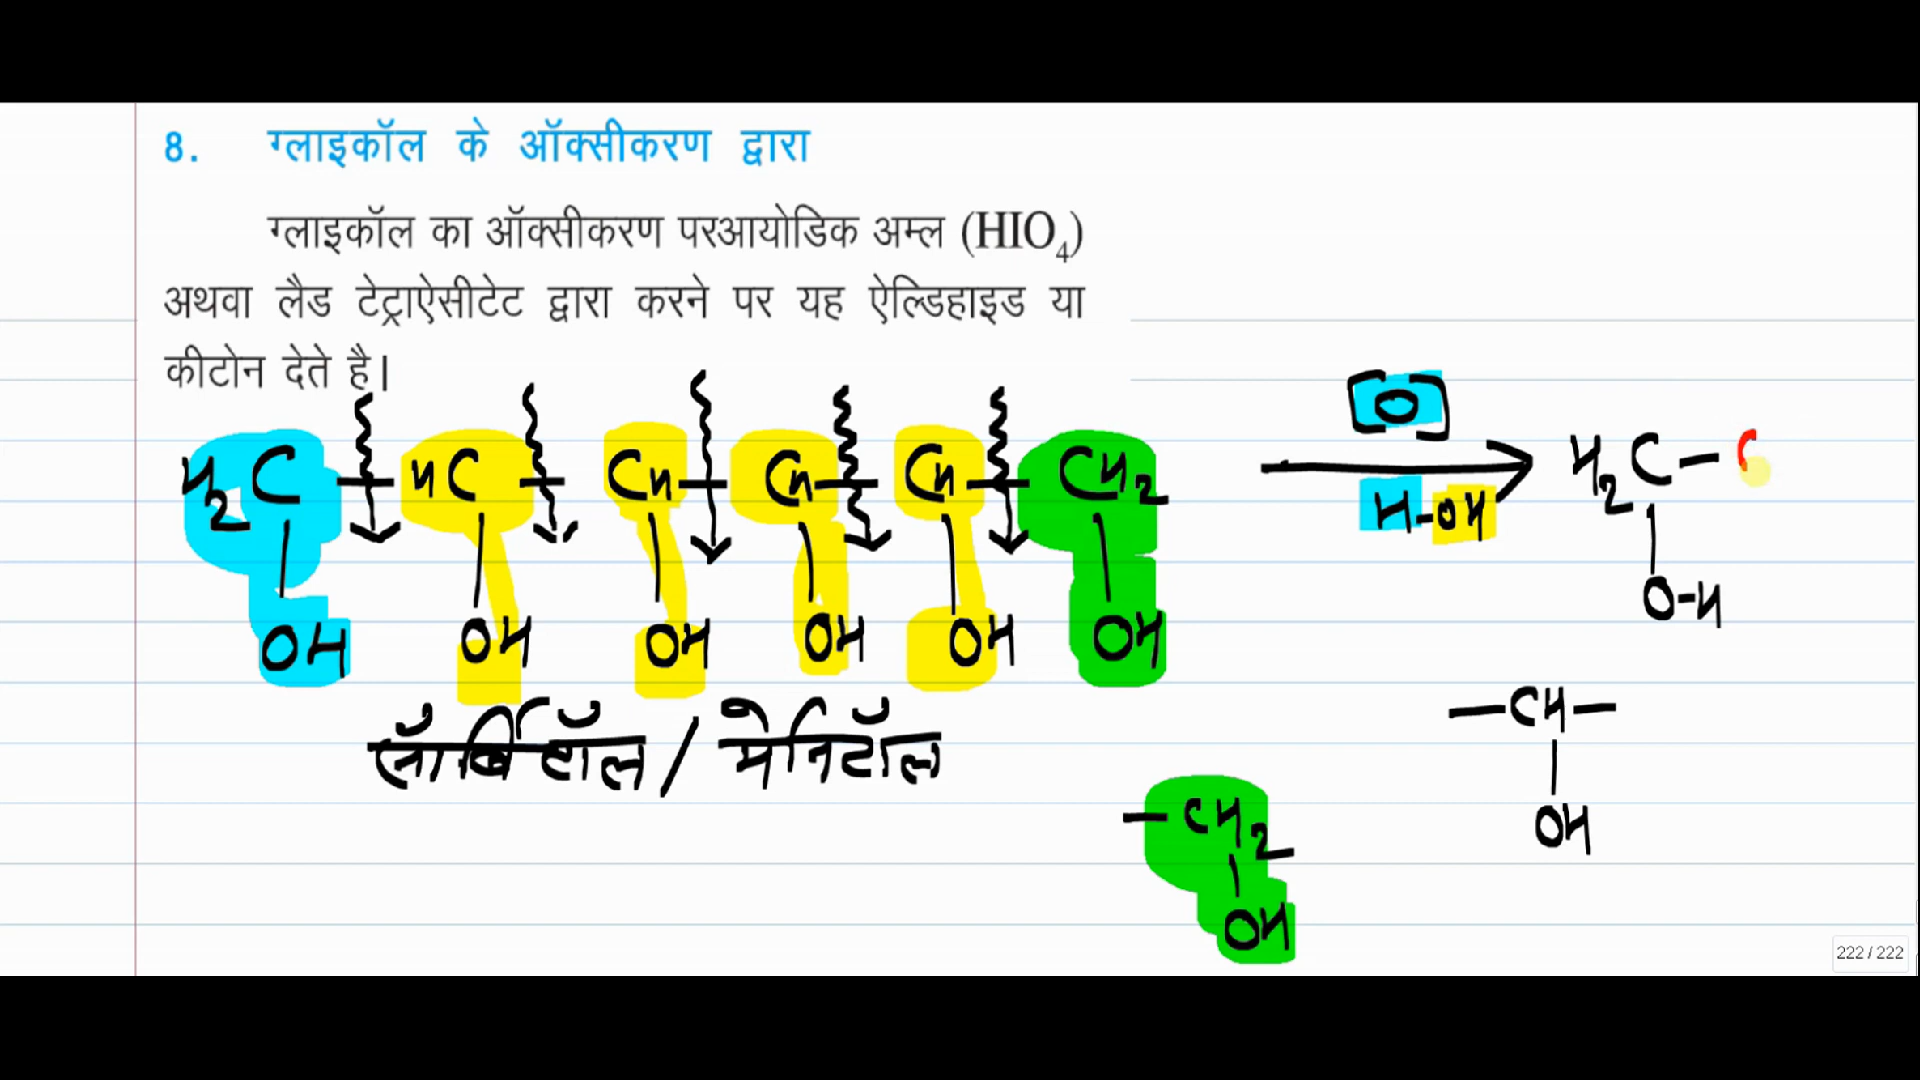 8. ग्लाइकॉल के ऑक्सीकरण द्वारा
ग्लाइकॉल का ऑक्सीकरण परआयोडिक अम्ल (HIO₄)
अथवा लैड टेट्राऐसीटेट द्वारा करने पर यह ऐल्डिहाइड या
कीटोन देते है।
[O]
H₂C - HC - CH - CH - CH - CH₂ → H₂C - C
H-OH
OH OH OH OH OH OH O-H
सॉर्बिटॉल / मेनिटॉल
-CH-
OH
-CH₂
OH
222 / 222